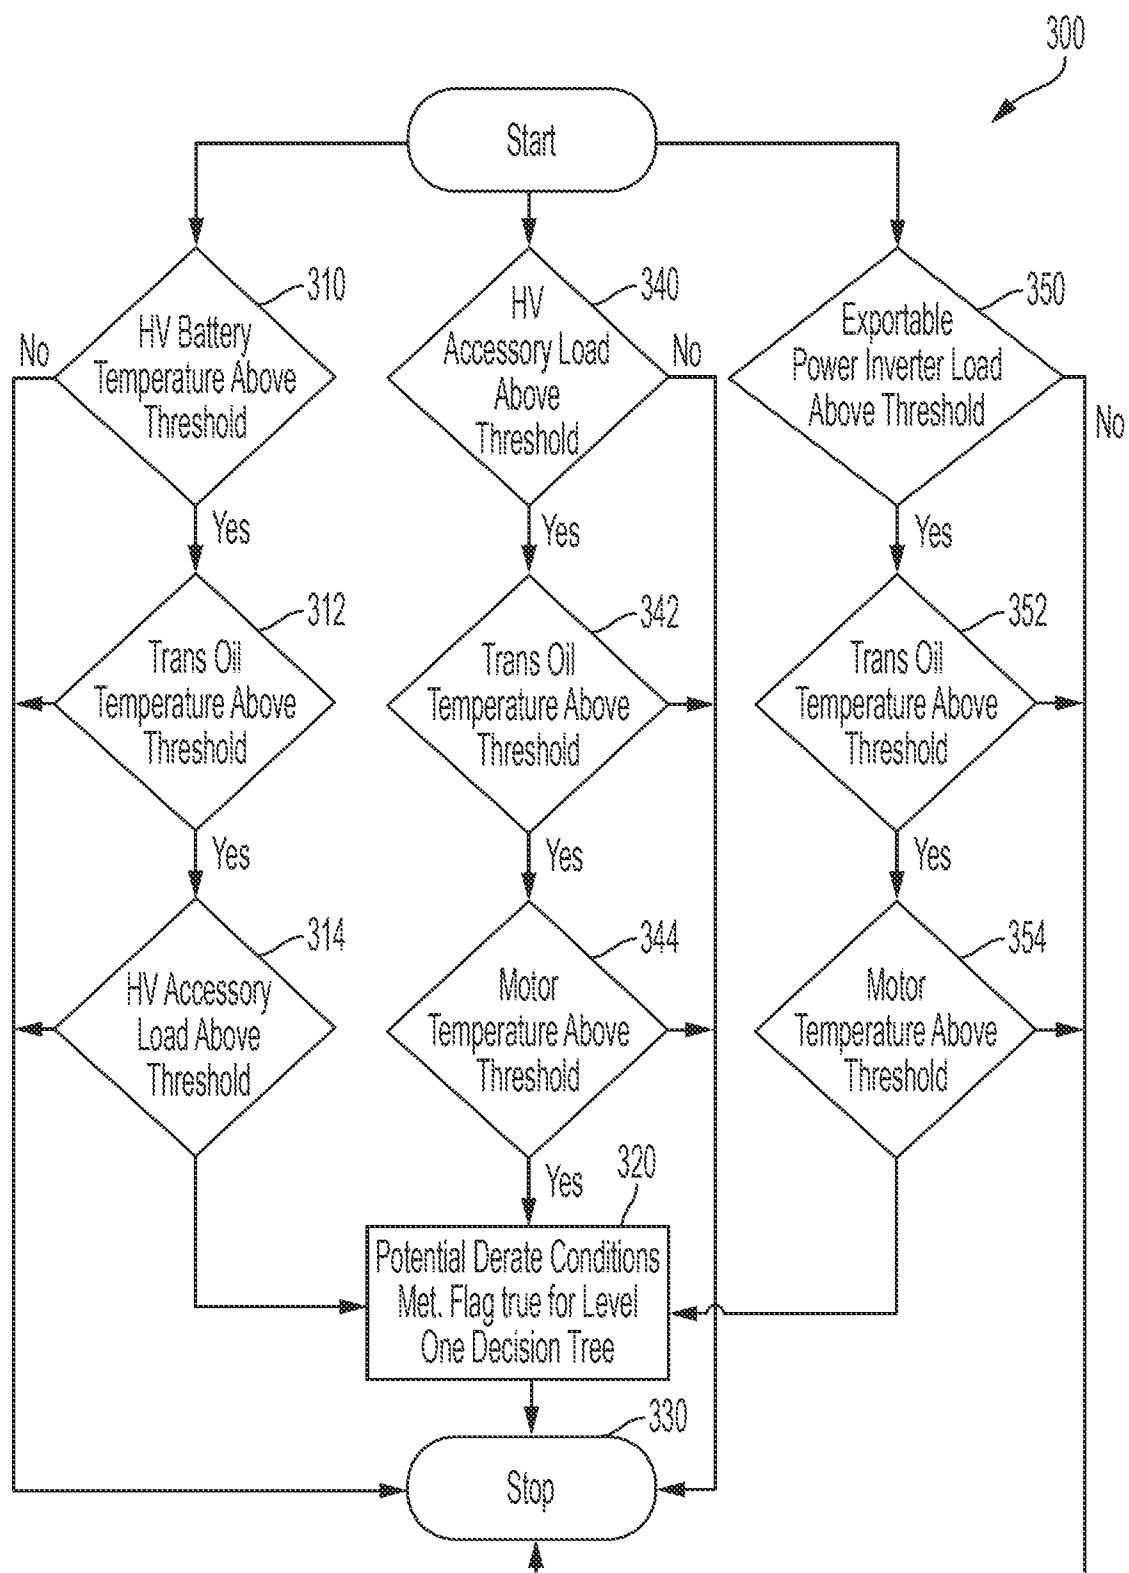 300
Start
310
HV Battery
Temperature Above
Threshold
No
Yes
312
Trans Oil
Temperature Above
Threshold
Yes
314
HV Accessory
Load Above
Threshold
340
HV
Accessory Load
Above
Threshold
No
Yes
342
Trans Oil
Temperature Above
Threshold
Yes
344
Motor
Temperature Above
Threshold
Yes
350
Exportable
Power Inverter Load
Above Threshold
No
Yes
352
Trans Oil
Temperature Above
Threshold
Yes
354
Motor
Temperature Above
Threshold
320
Potential Derate Conditions
Met. Flag true for Level
One Decision Tree
330
Stop